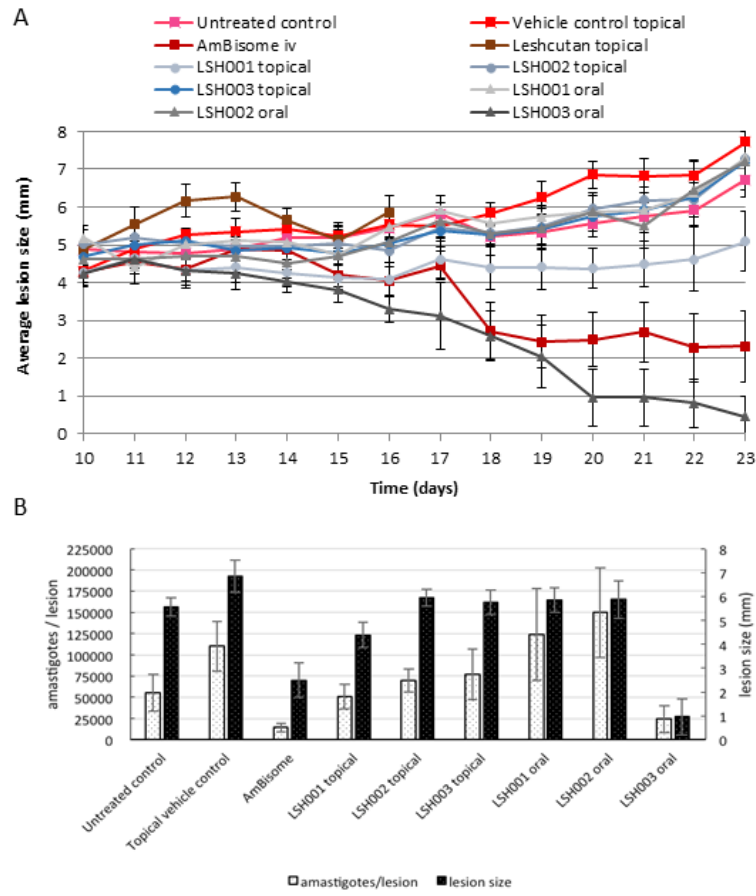 A
Untreated control
Vehicle control topical
AmBisome iv
Leshcutan topical
LSH001 topical
LSH002 topical
LSH003 topical
LSH001 oral
LSH002 oral
LSH003 oral
Average lesion size (mm)
8
7
6
5
4
3
2
1
0
10 11 12 13 14 15 16 17 18 19 20 21 22 23
Time (days)
B
amastigotes / lesion
225000
200000
175000
150000
125000
100000
75000
50000
25000
0
8
7
6
5
4
3
2
1
0
lesion size (mm)
Untreated control
Topical vehicle control
AmBisome
LSH001 topical
LSH002 topical
LSH003 topical
LSH001 oral
LSH002 oral
LSH003 oral
amastigotes/lesion
lesion size